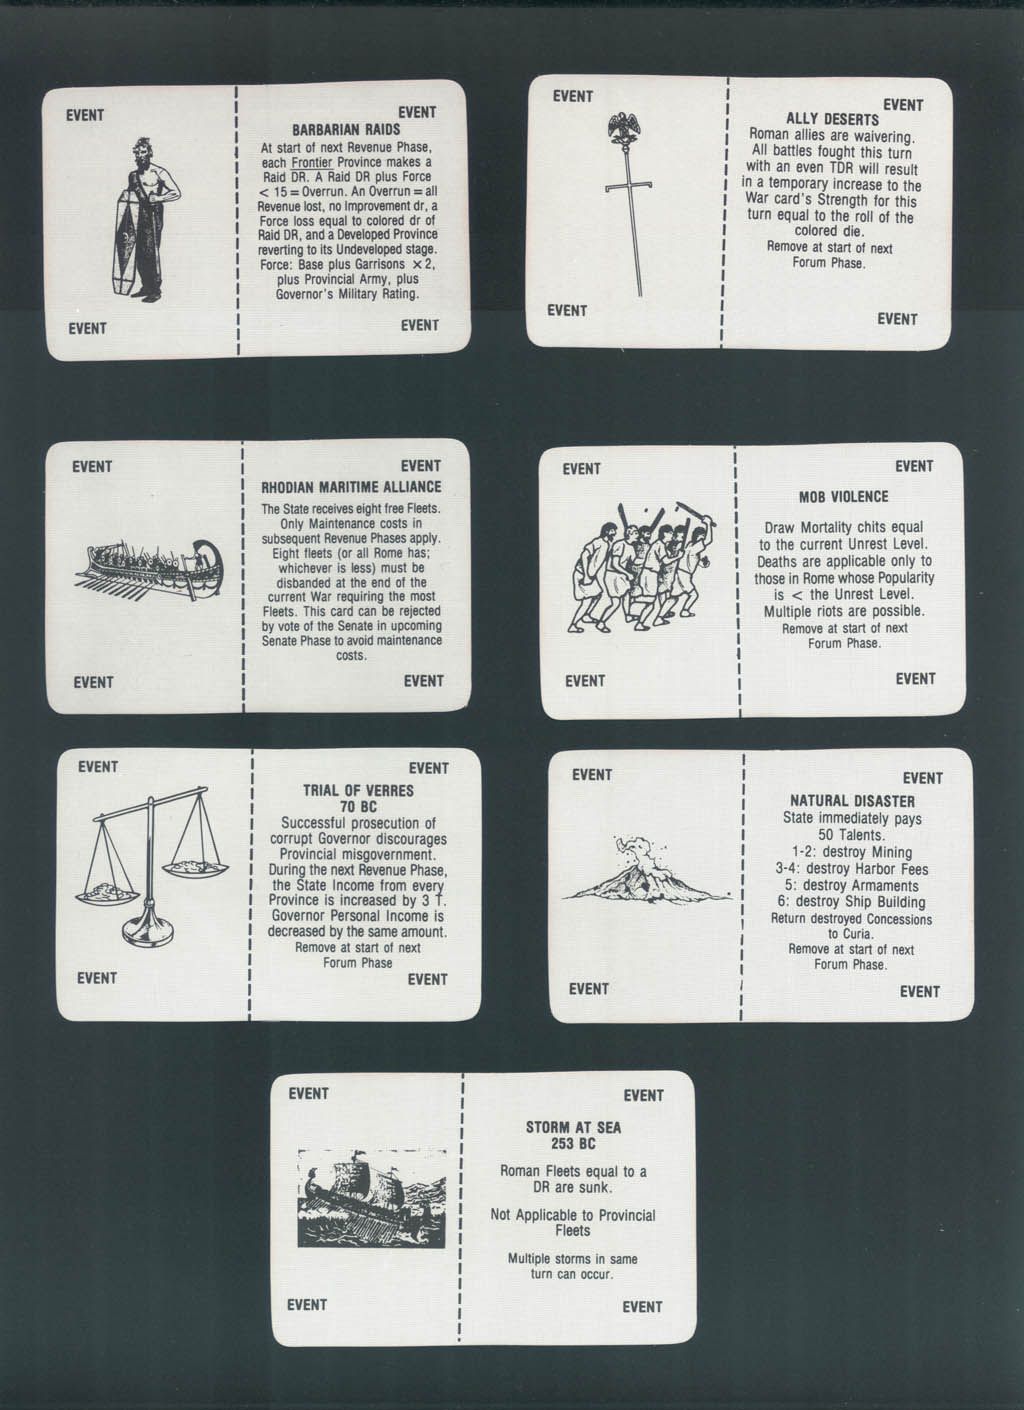 EVENT
EVENT
BARBARIAN RAIDS
At start of next Revenue Phase,
each Frontier Province makes a
Raid DR. A Raid DR plus Force
< 15 = Overrun. An Overrun = all
Revenue lost, no Improvement dr, a
Force loss equal to colored dr of
Raid DR, and a Developed Province
reverting to its Undeveloped stage.
Force: Base plus Garrisons × 2,
plus Provincial Army, plus
Governor's Military Rating.
EVENT
EVENT
EVENT
EVENT
ALLY DESERTS
Roman allies are waivering.
All battles fought this turn
with an even TDR will result
in a temporary increase to the
War card's Strength for this
turn equal to the roll of the
colored die.
Remove at start of next
Forum Phase.
EVENT
EVENT
EVENT
EVENT
RHODIAN MARITIME ALLIANCE
The State receives eight free Fleets.
Only Maintenance costs in
subsequent Revenue Phases apply.
Eight fleets (or all Rome has;
whichever is less) must be
disbanded at the end of the
current War requiring the most
Fleets. This card can be rejected
by vote of the Senate in upcoming
Senate Phase to avoid maintenance
costs.
EVENT
EVENT
EVENT
EVENT
MOB VIOLENCE
Draw Mortality chits equal
to the current Unrest Level.
Deaths are applicable only to
those in Rome whose Popularity
is < the Unrest Level.
Multiple riots are possible.
Remove at start of next
Forum Phase.
EVENT
EVENT
EVENT
EVENT
TRIAL OF VERRES
70 BC
Successful prosecution of
corrupt Governor discourages
Provincial misgovernment.
During the next Revenue Phase,
the State Income from every
Province is increased by 3 T.
Governor Personal Income is
decreased by the same amount.
Remove at start of next
Forum Phase
EVENT
EVENT
EVENT
EVENT
NATURAL DISASTER
State immediately pays
50 Talents.
1-2: destroy Mining
3-4: destroy Harbor Fees
5: destroy Armaments
6: destroy Ship Building
Return destroyed Concessions
to Curia.
Remove at start of next
Forum Phase.
EVENT
EVENT
EVENT
EVENT
STORM AT SEA
253 BC
Roman Fleets equal to a
DR are sunk.
Not Applicable to Provincial
Fleets
Multiple storms in same
turn can occur.
EVENT
EVENT